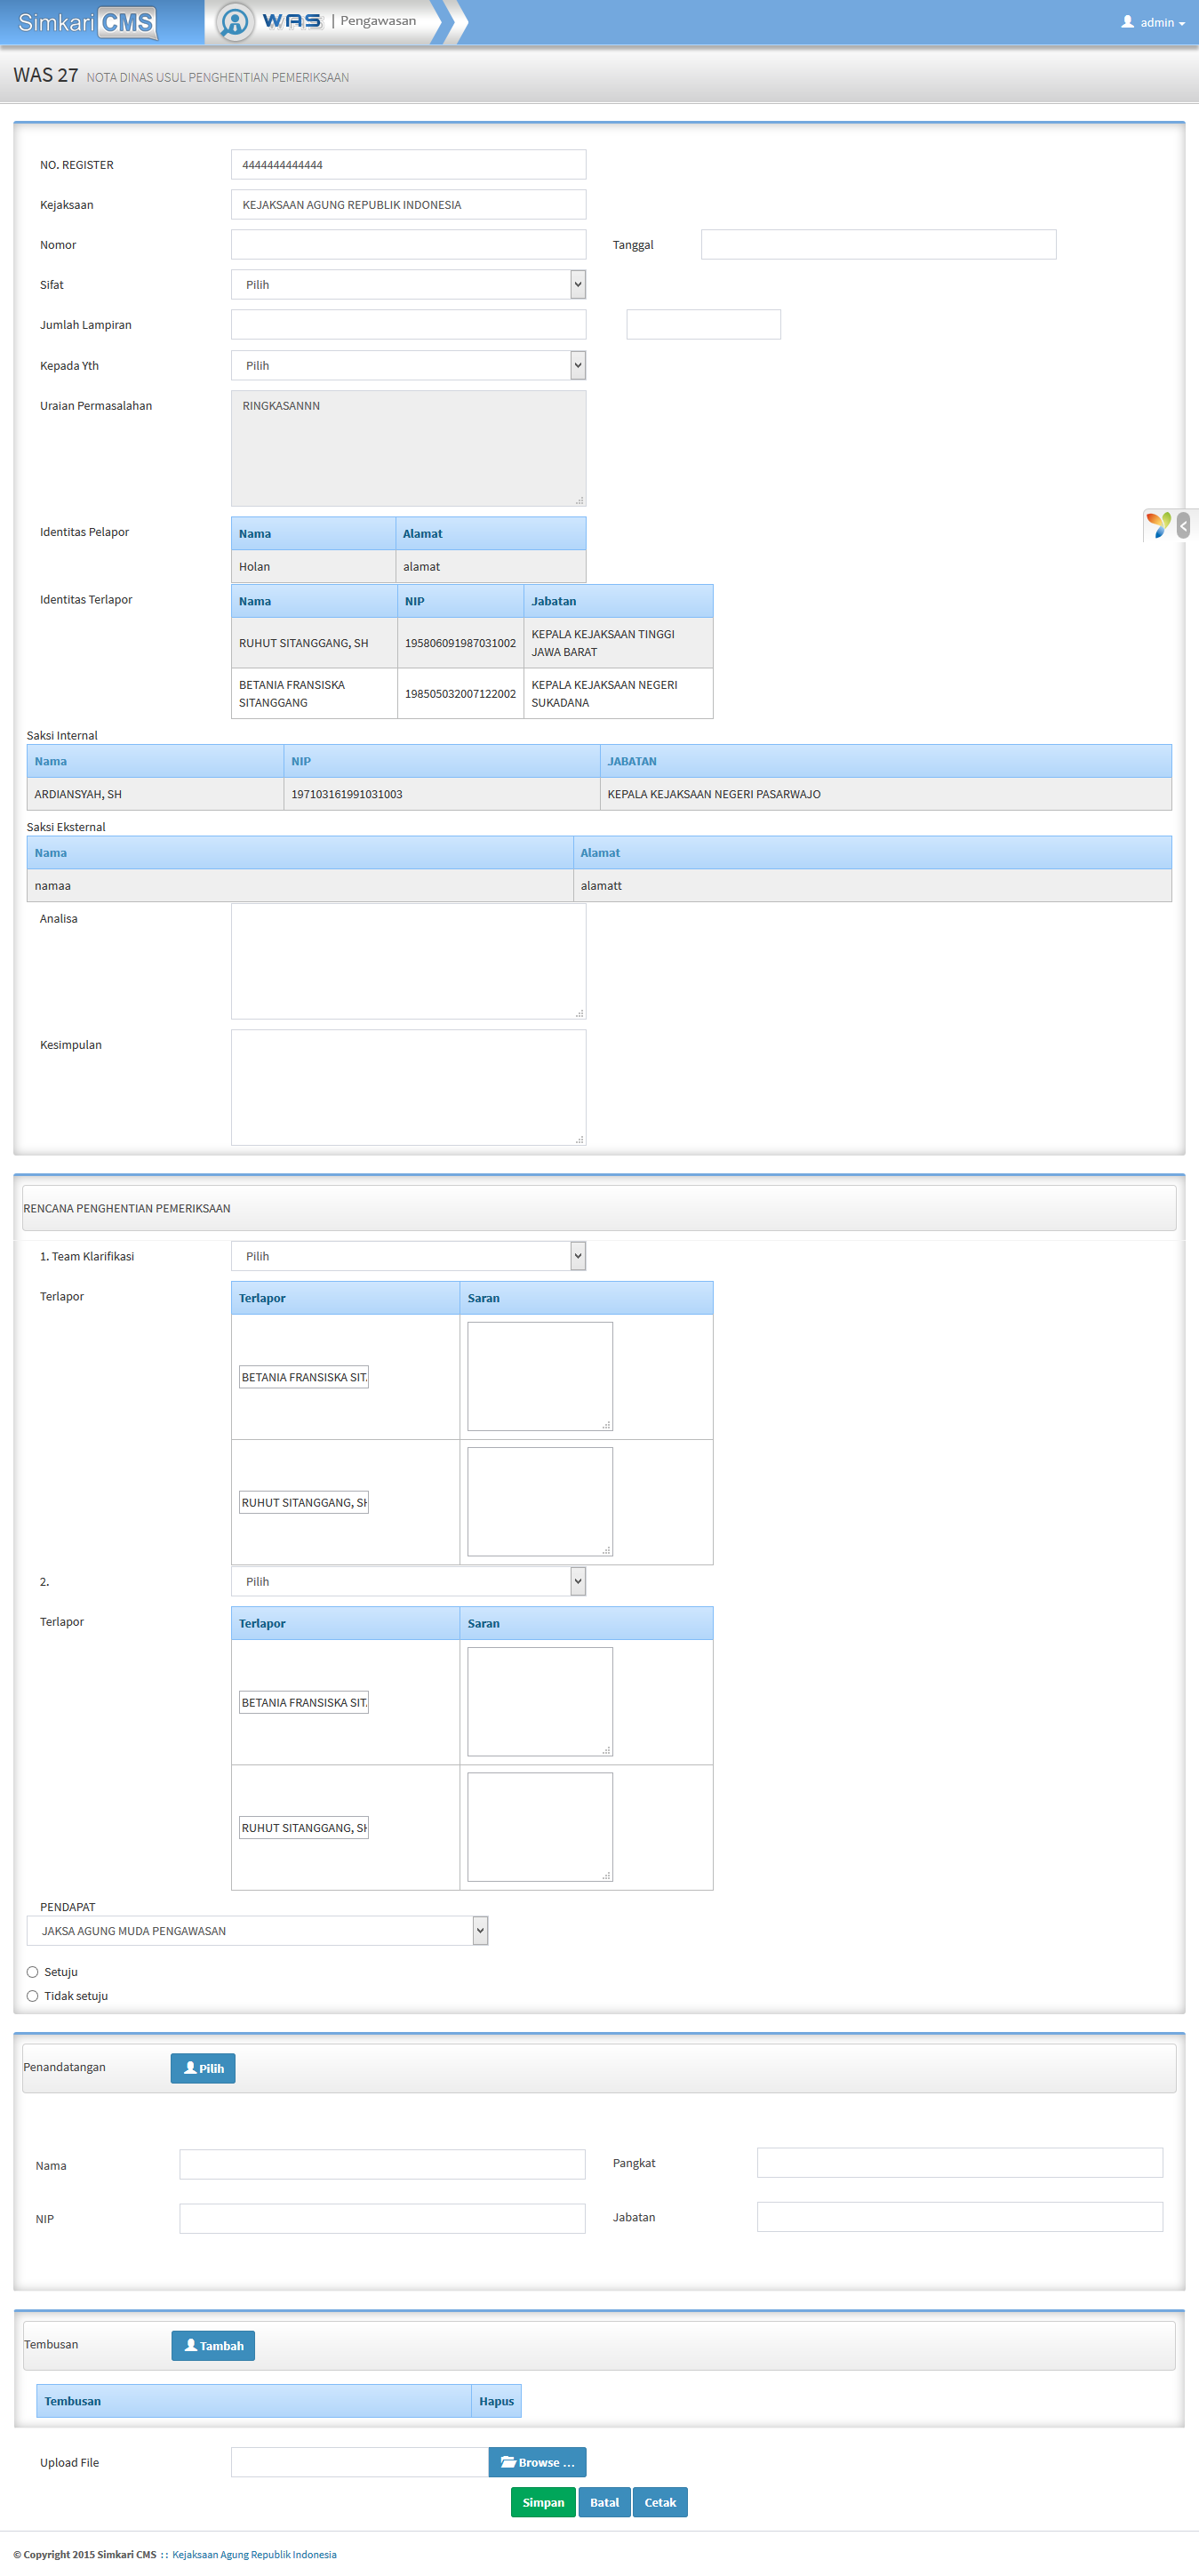 Simkari CMS WAS | Pengawasan admin
WAS 27 NOTA DINAS USUL PENGHENTIAN PEMERIKSAAN
NO. REGISTER 4444444444444
Kejaksaan KEJAKSAAN AGUNG REPUBLIK INDONESIA
Nomor Tanggal
Sifat Pilih
Jumlah Lampiran
Kepada Yth Pilih
Uraian Permasalahan RINGKASANNN
Identitas Pelapor Nama Alamat
Holan alamat
Identitas Terlapor Nama NIP Jabatan
RUHUT SITANGGANG, SH 195806091987031002 KEPALA KEJAKSAAN TINGGI
JAWA BARAT
BETANIA FRANSISKA
SITANGGANG 198505032007122002 KEPALA KEJAKSAAN NEGERI
SUKADANA
Saksi Internal
Nama NIP JABATAN
ARDIANSYAH, SH 197103161991031003 KEPALA KEJAKSAAN NEGERI PASARWAJO
Saksi Eksternal
Nama Alamat
namaa alamatt
Analisa
Kesimpulan
RENCANA PENGHENTIAN PEMERIKSAAN
1. Team Klarifikasi Pilih
Terlapor Terlapor Saran
BETANIA FRANSISKA SIT
RUHUT SITANGGANG, SH
2. Pilih
Terlapor Terlapor Saran
BETANIA FRANSISKA SIT
RUHUT SITANGGANG, SH
PENDAPAT
JAKSA AGUNG MUDA PENGAWASAN
Setuju
Tidak setuju
Penandatangan Pilih
Nama Pangkat
NIP Jabatan
Tembusan Tambah
Tembusan Hapus
Upload File Browse ...
Simpan Batal Cetak
© Copyright 2015 Simkari CMS :: Kejaksaan Agung Republik Indonesia